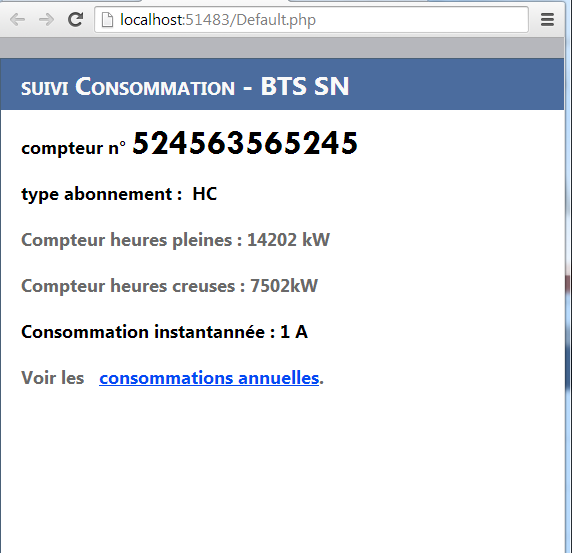 localhost:51483/Default.php
SUIVI CONSOMMATION - BTS SN
compteur n° 524563565245
type abonnement : HC
Compteur heures pleines : 14202 kW
Compteur heures creuses : 7502kW
Consommation instantannée : 1 A
Voir les consommations annuelles.